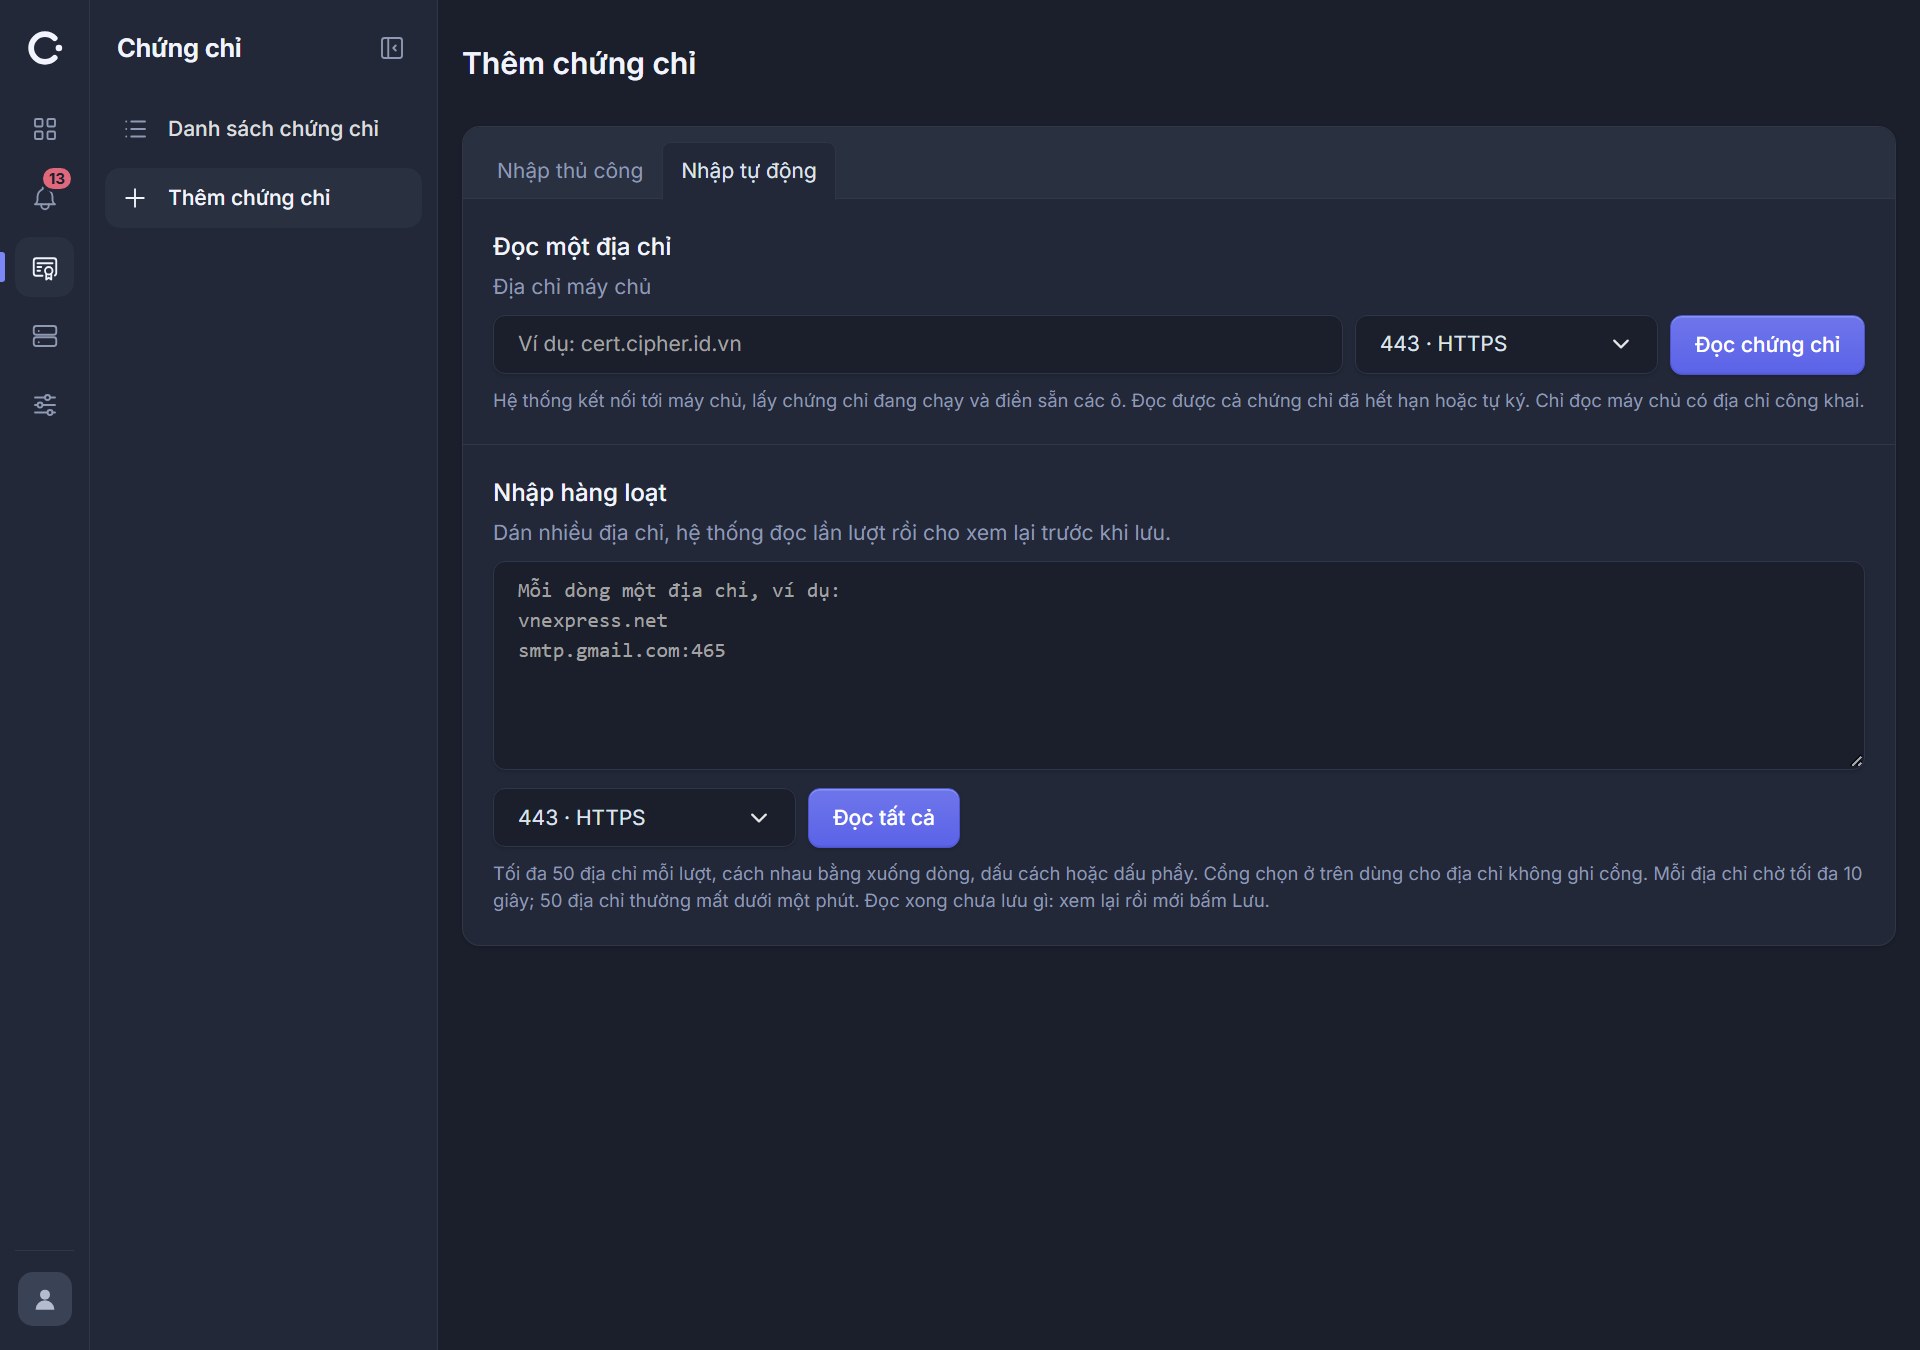 Chứng chỉ
Danh sách chứng chỉ
Thêm chứng chỉ
13
Thêm chứng chỉ
Nhập thủ công
Nhập tự động
Đọc một địa chỉ
Địa chỉ máy chủ
Ví dụ: cert.cipher.id.vn
443 · HTTPS
Đọc chứng chỉ
Hệ thống kết nối tới máy chủ, lấy chứng chỉ đang chạy và điền sẵn các ô. Đọc được cả chứng chỉ đã hết hạn hoặc tự ký. Chỉ đọc máy chủ có địa chỉ công khai.
Nhập hàng loạt
Dán nhiều địa chỉ, hệ thống đọc lần lượt rồi cho xem lại trước khi lưu.
Mỗi dòng một địa chỉ, ví dụ:
vnexpress.net
smtp.gmail.com:465
443 · HTTPS
Đọc tất cả
Tối đa 50 địa chỉ mỗi lượt, cách nhau bằng xuống dòng, dấu cách hoặc dấu phẩy. Cổng chọn ở trên dùng cho địa chỉ không ghi cổng. Mỗi địa chỉ chờ tối đa 10
giây; 50 địa chỉ thường mất dưới một phút. Đọc xong chưa lưu gì: xem lại rồi mới bấm Lưu.